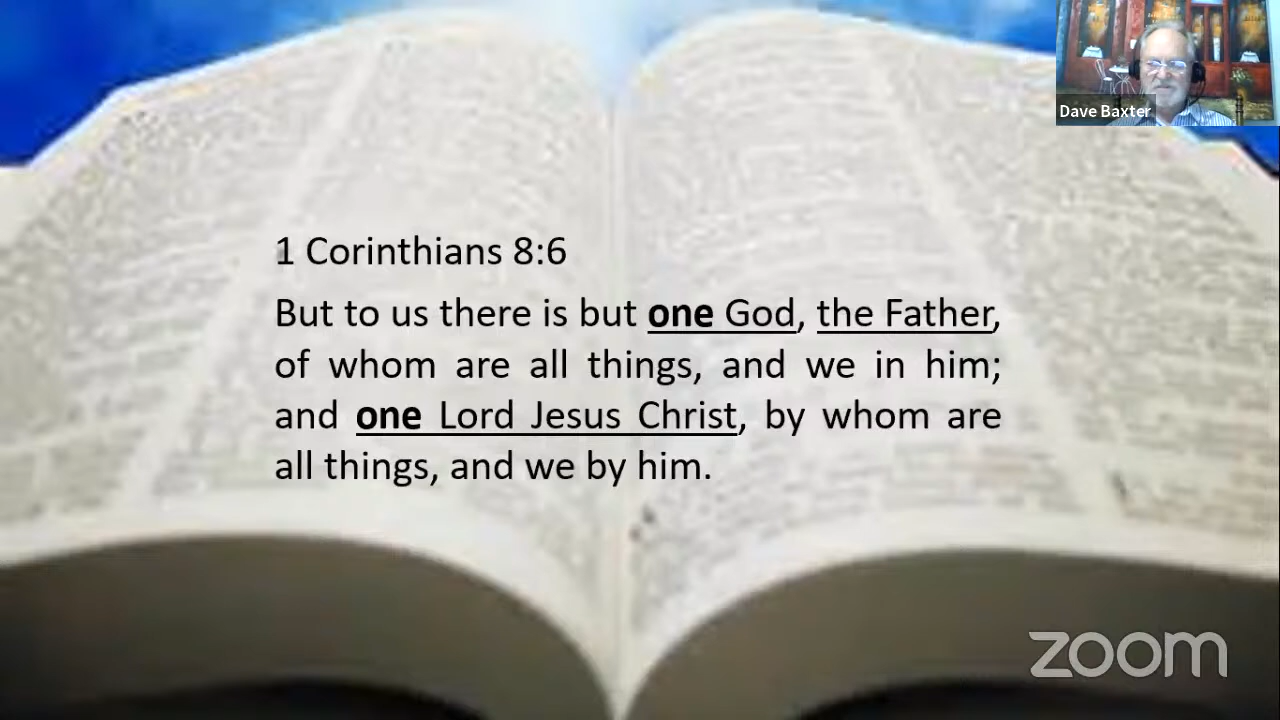 Dave Baxter
1 Corinthians 8:6
But to us there is but one God, the Father,
of whom are all things, and we in him;
and one Lord Jesus Christ, by whom are
all things, and we by him.
zoom